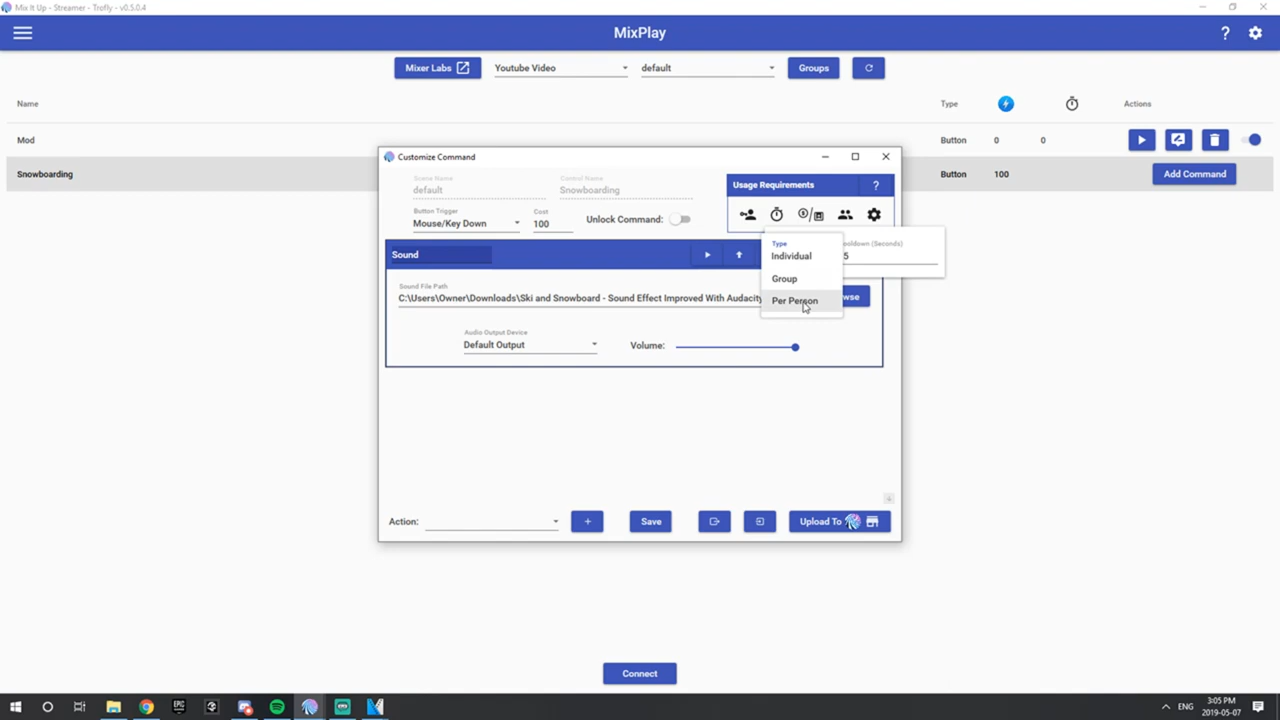 Mix It Up - Streamer - Trofly - v0.5.0.4
MixPlay
?
Mixer Labs
Youtube Video
default
Groups
Name
Type
Actions
Mod
Button
0
0
Snowboarding
Button
100
Add Command
Customize Command
Scene Name
default
Control Name
Snowboarding
Usage Requirements
?
Button Trigger
Mouse/Key Down
Cost
100
Unlock Command:
Sound
Type
Individual
Group
Per Person
ooldown (Seconds)
5
Sound File Path
C:\Users\Owner\Downloads\Ski and Snowboard - Sound Effect Improved With Audacity
wse
Audio Output Device
Default Output
Volume:
Action:
+
Save
Upload To
Connect
EPIC
ENG
3:05 PM
2019-05-07